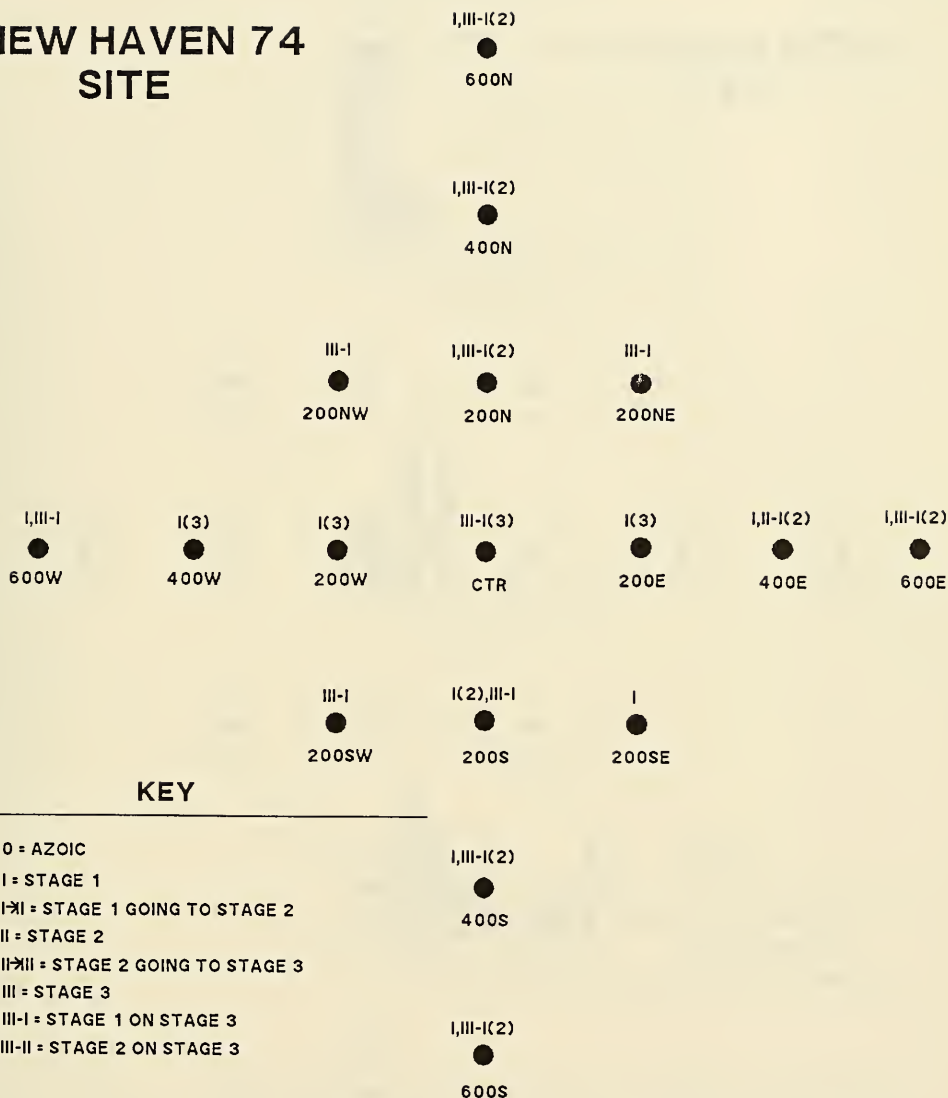 NEW HAVEN 74
SITE
I,III-I(2)
600N
I,III-I(2)
400N
III-I
I,III-I(2)
III-I
200NW
200N
200NE
I,III-I
I(3)
I(3)
III-I(3)
I(3)
I,II-I(2)
I,III-I(2)
600W
400W
200W
CTR
200E
400E
600E
III-I
I(2),III-I
I
200SW
200S
200SE
KEY
0 = AZOIC
I = STAGE 1
I→II = STAGE 1 GOING TO STAGE 2
II = STAGE 2
II→III = STAGE 2 GOING TO STAGE 3
III = STAGE 3
III-I = STAGE 1 ON STAGE 3
III-II = STAGE 2 ON STAGE 3
I,III-I(2)
400S
I,III-I(2)
600S